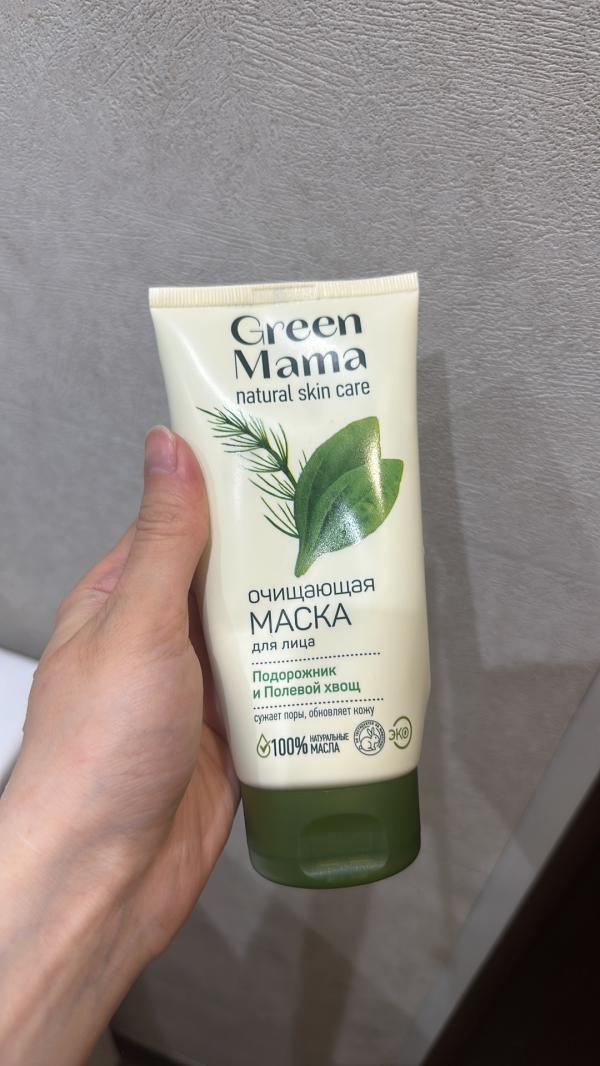 Green
Mama
natural skin care
очищающая
МАСКА
для лица
Подорожник
и Полевой хвощ
сужает поры, обновляет кожу
100% НАТУРАЛЬНЫЕ
МАСЛА
ЭКО